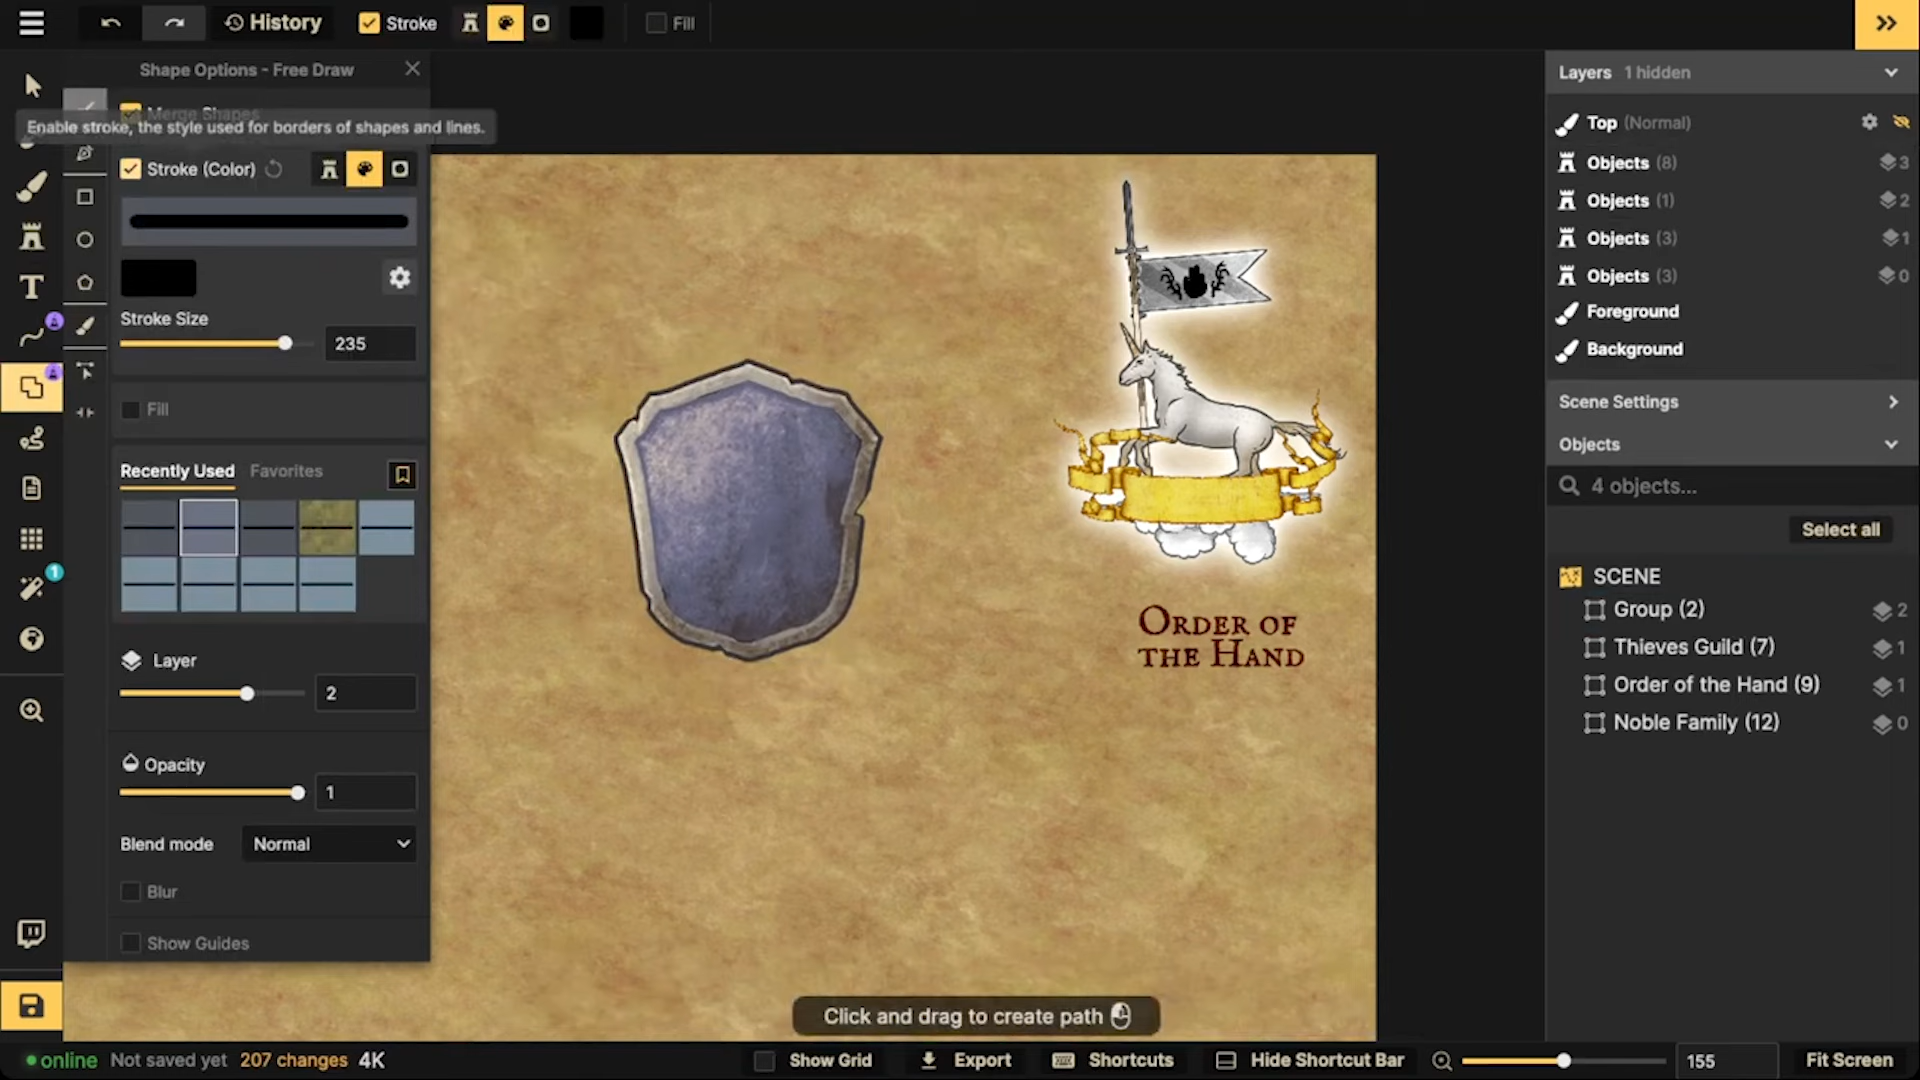 History
Stroke
Fill
Shape Options - Free Draw
Merge Shapes
Enable stroke, the style used for borders of shapes and lines.
Stroke (Color)
Stroke Size
235
Fill
Recently Used Favorites
Layer
2
Opacity
1
Blend mode Normal
Blur
Show Guides
Order of
the Hand
Click and drag to create path
Layers 1 hidden
Top (Normal)
Objects (8) 3
Objects (1) 2
Objects (3) 1
Objects (3) 0
Foreground
Background
Scene Settings
Objects
4 objects...
Select all
SCENE
Group (2) 2
Thieves Guild (7) 1
Order of the Hand (9) 1
Noble Family (12) 0
1
online Not saved yet 207 changes 4K
Show Grid Export Shortcuts Hide Shortcut Bar 155 Fit Screen